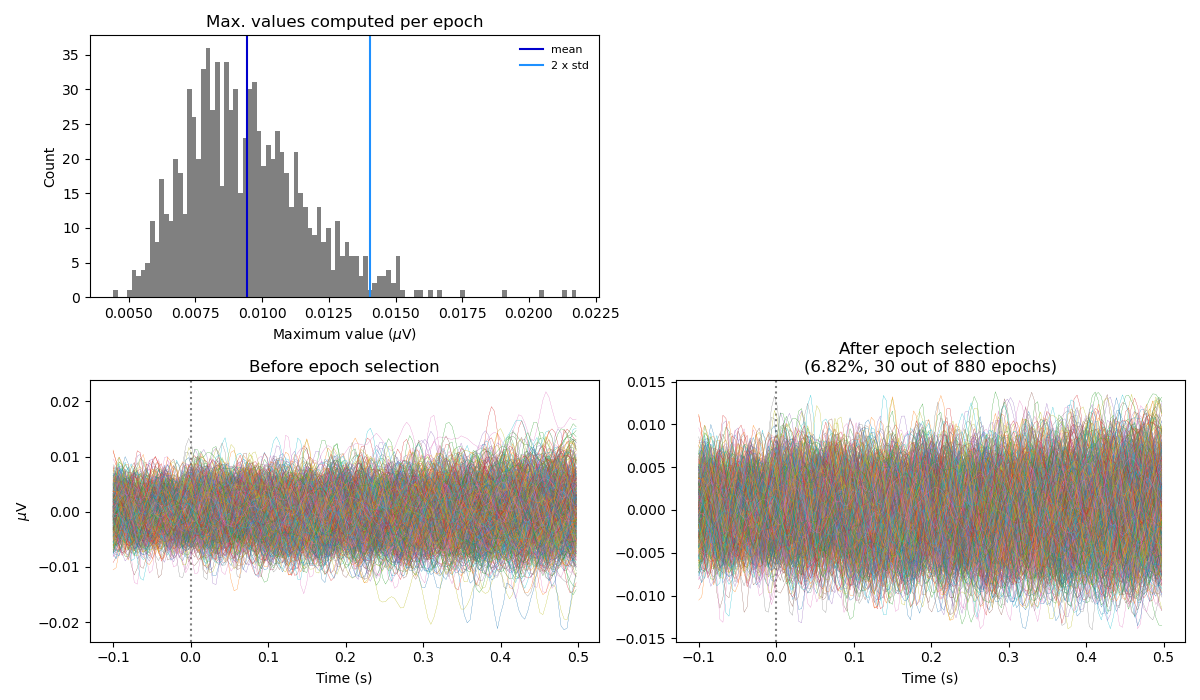 Max. values computed per epoch
35
30
25
20
15
10
5
0
Count
mean
2 x std
0.0050 0.0075 0.0100 0.0125 0.0150 0.0175 0.0200 0.0225
Maximum value (μV)
Before epoch selection
0.02
0.01
0.00
−0.01
−0.02
μV
−0.1 0.0 0.1 0.2 0.3 0.4 0.5
Time (s)
After epoch selection
(6.82%, 30 out of 880 epochs)
0.015
0.010
0.005
0.000
−0.005
−0.010
−0.015
−0.1 0.0 0.1 0.2 0.3 0.4 0.5
Time (s)